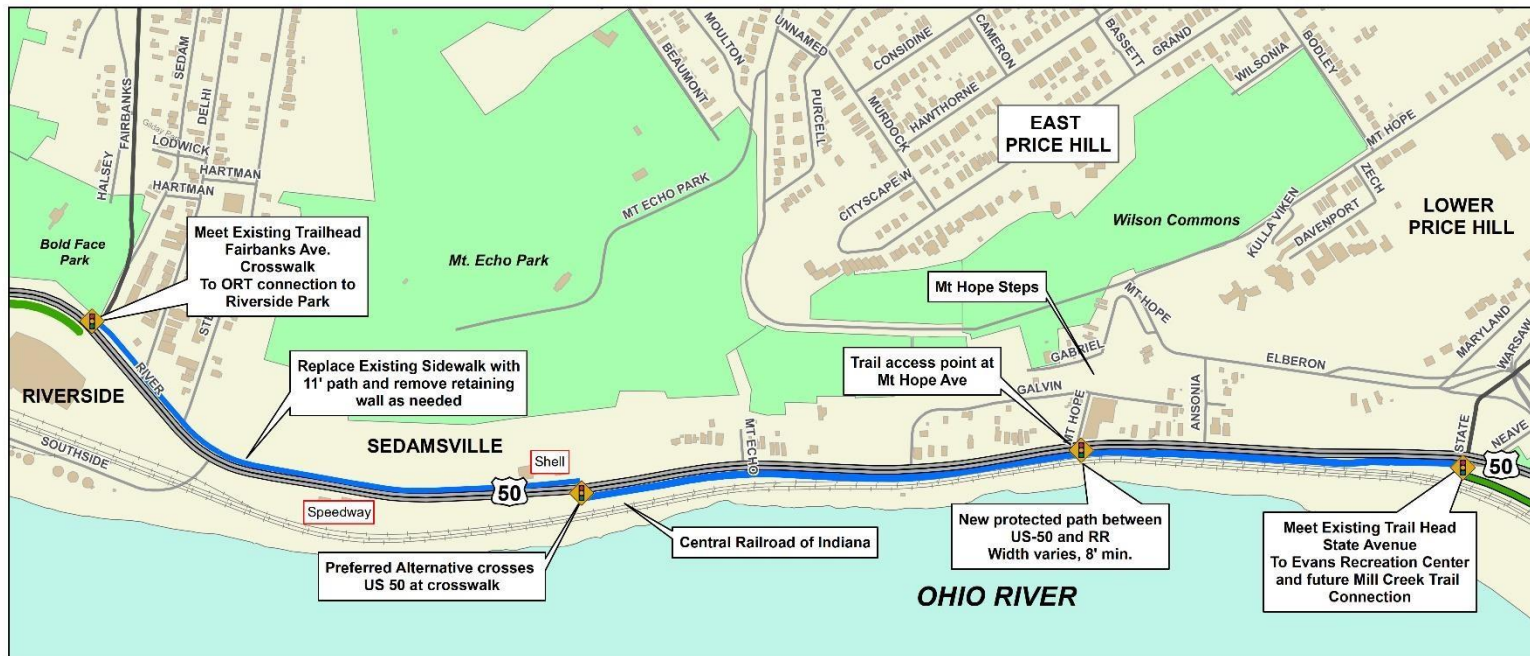 MOULTON
UNNAMED
CONSIDINE
CAMERON
BASSETT
GRAND
WILSONIA
BODLEY
BEAUMONT
PURCELL
MURDOCK
HAWTHORNE
EAST
PRICE HILL
MT HOPE
FAIRBANKS
SEDAM
DELHI
LODWICK
HALSEY
HARTMAN
HARTMAN
MT ECHO PARK
CITYSCAPE W
Wilson Commons
KULLA VIKEN
DAVENPORT
ZECH
LOWER
PRICE HILL
Bold Face
Park
Meet Existing Trailhead
Fairbanks Ave.
Crosswalk
To ORT connection to
Riverside Park
Mt. Echo Park
Mt Hope Steps
MT HOPE
GABRIEL
ELBERON
MARYLAND
WARSAW
RIVER
Replace Existing Sidewalk with
11' path and remove retaining
wall as needed
Trail access point at
Mt Hope Ave
GALVIN
MT HOPE
ANSONIA
STATE
NEAVE
RIVERSIDE
SOUTHSIDE
SEDAMSVILLE
MT ECHO
Shell
50
50
Speedway
Central Railroad of Indiana
Preferred Alternative crosses
US 50 at crosswalk
New protected path between
US-50 and RR
Width varies, 8' min.
Meet Existing Trail Head
State Avenue
To Evans Recreation Center
and future Mill Creek Trail
Connection
OHIO RIVER